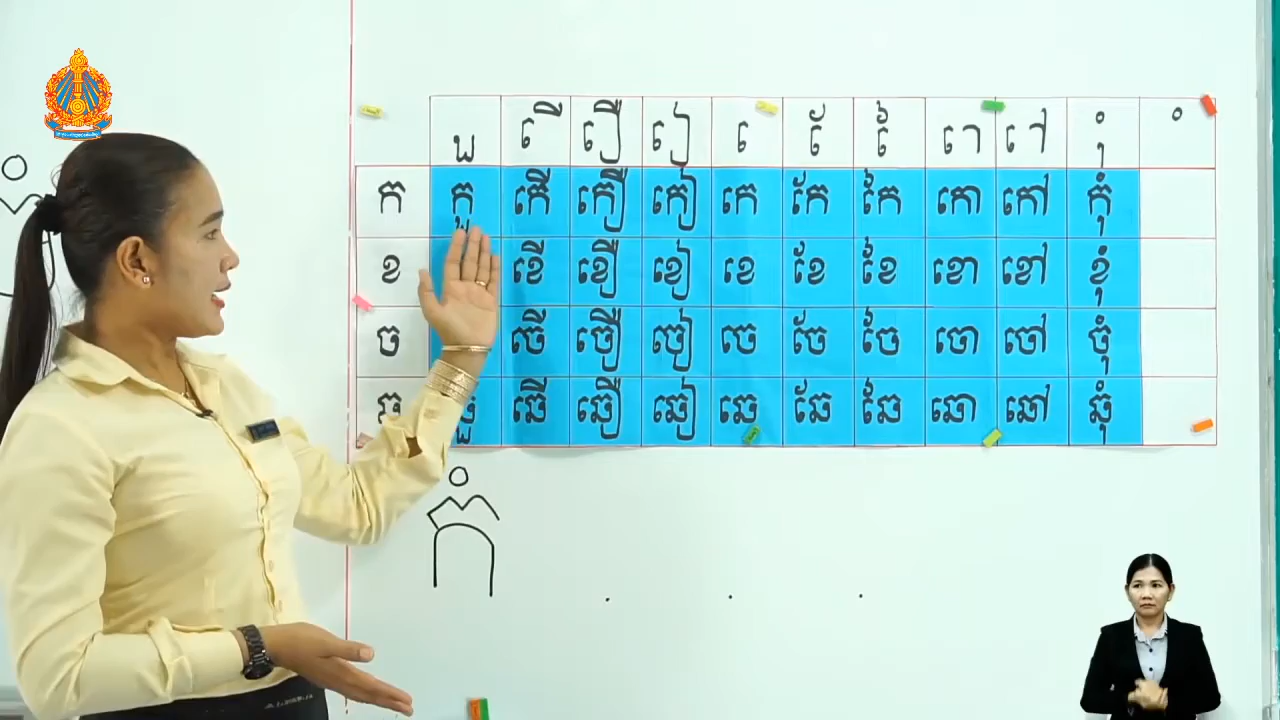 ួ ើ ឿ ៀ េ ែ ៃ ោ ៅ ុំ ំ
ក កួ កើ កឿ កៀ កេ កែ កៃ កោ កៅ កុំ
ខ ខើ ខឿ ខៀ ខេ ខែ ខៃ ខោ ខៅ ខុំ
ច ចើ ចឿ ចៀ ចេ ចែ ចៃ ចោ ចៅ ចុំ
ឆ ឆួ ឆើ ឆឿ ឆៀ ឆេ ឆែ ឆៃ ឆោ ឆៅ ឆុំ
កំ